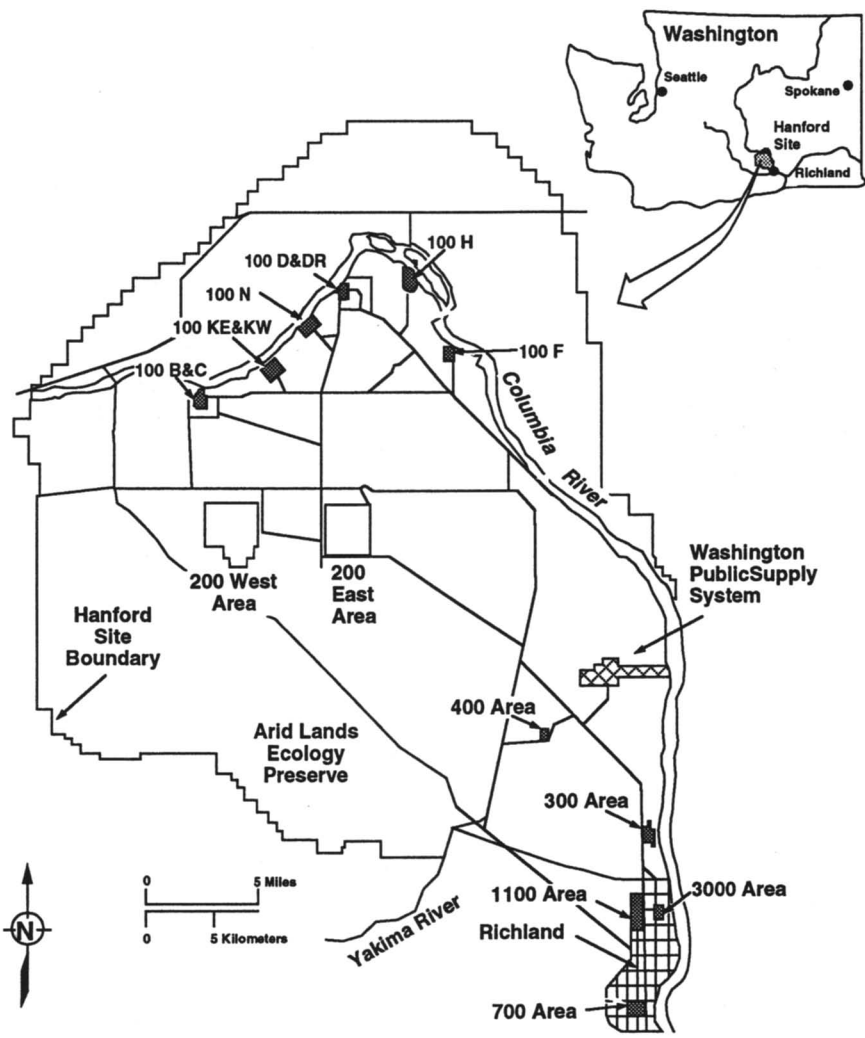 Washington
Seattle
Spokane
Hanford
Site
Richland
100 H
100 D&DR
100 N
100 KE&KW
100 F
100 B&C
Columbia
River
Washington
PublicSupply
System
200 West
Area
200
East
Area
Hanford
Site
Boundary
400 Area
Arid Lands
Ecology
Preserve
300 Area
0
5 Miles
0
5 Kilometers
N
1100 Area
3000 Area
Yakima River
Richland
700 Area